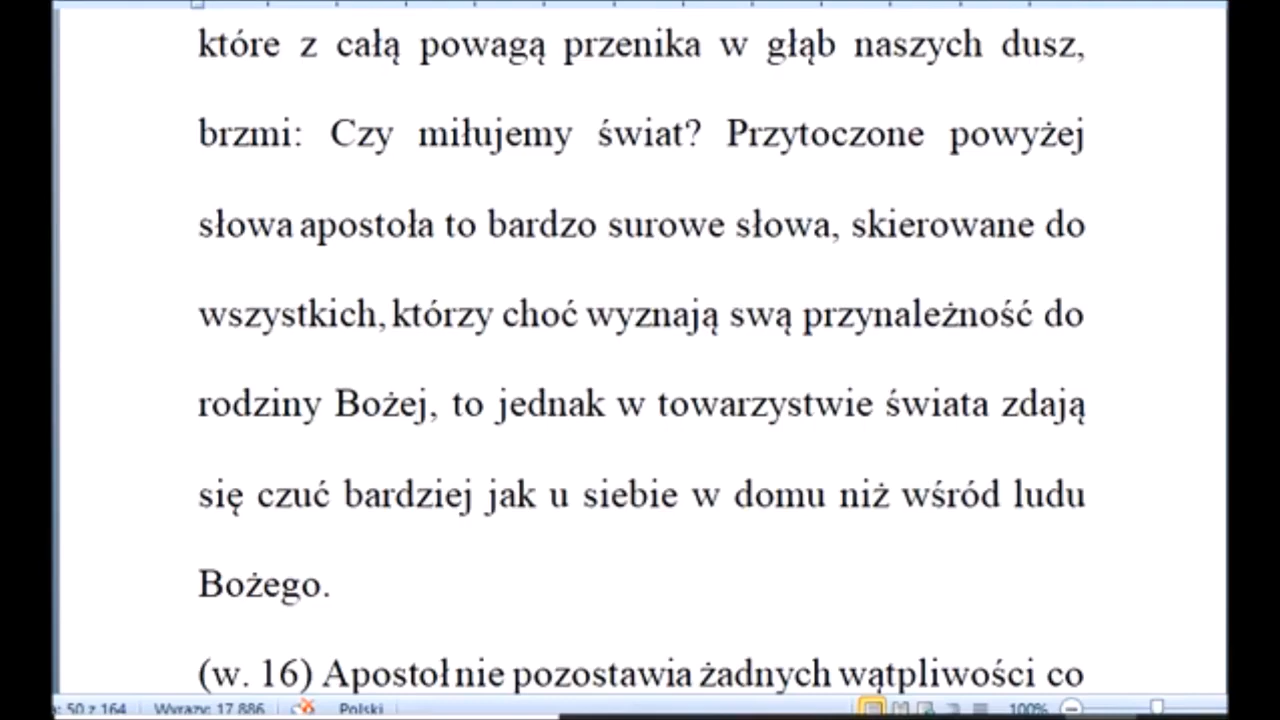 które z całą powagą przenika w głąb naszych dusz,
brzmi: Czy miłujemy świat? Przytoczone powyżej
słowa apostoła to bardzo surowe słowa, skierowane do
wszystkich, którzy choć wyznają swą przynależność do
rodziny Bożej, to jednak w towarzystwie świata zdają
się czuć bardziej jak u siebie w domu niż wśród ludu
Bożego.
(w. 16) Apostoł nie pozostawia żadnych wątpliwości co
: 50 z 164 Wyrazy: 17 886 Polski 100%